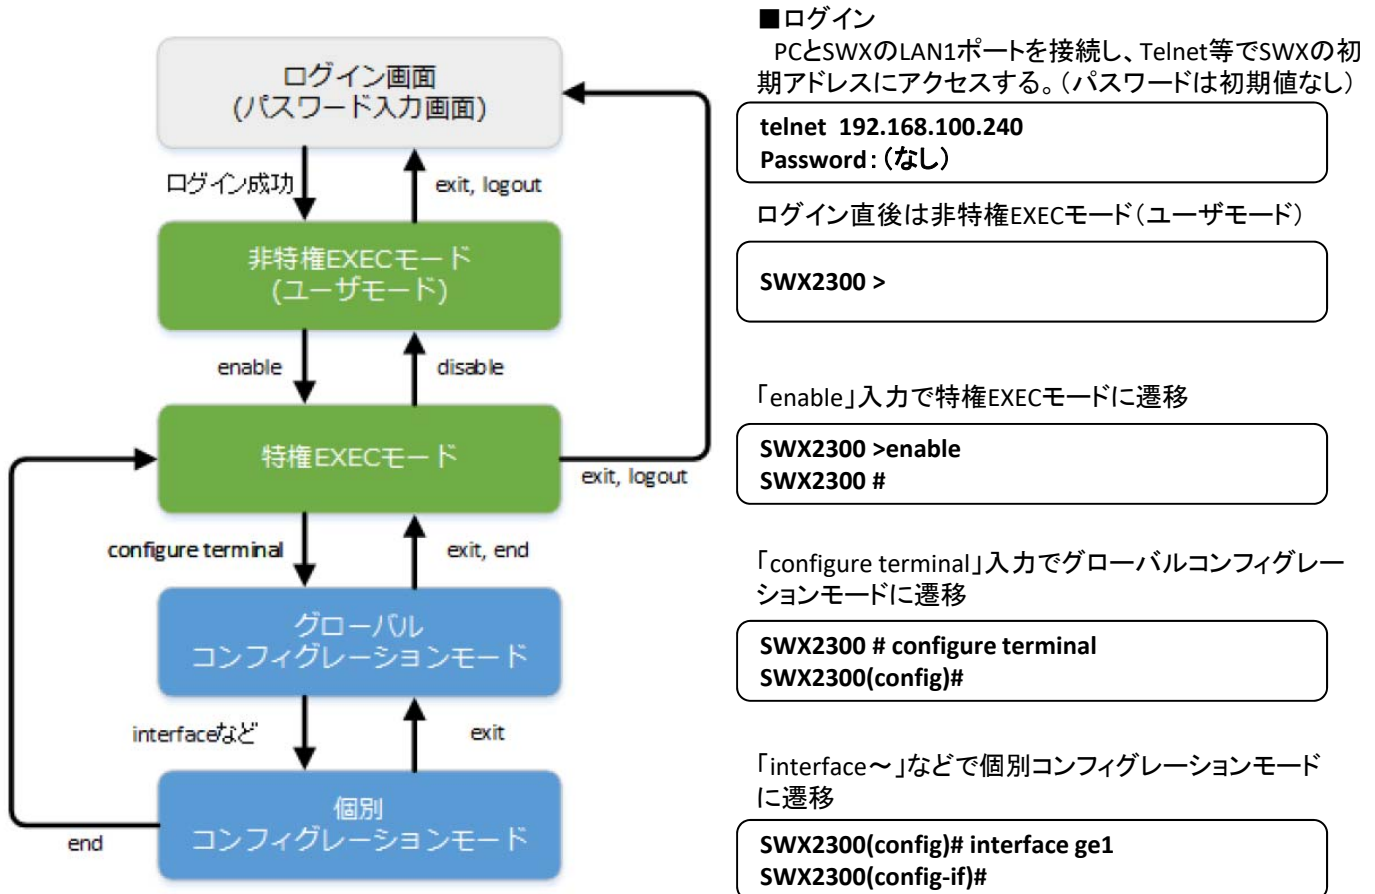 ログイン画面
(パスワード入力画面)
ログイン成功
exit, logout
非特権EXECモード
(ユーザモード)
enable
disable
特権EXECモード
exit, logout
configure terminal
exit, end
グローバル
コンフィグレーションモード
interfaceなど
exit
個別
コンフィグレーションモード
end
■ログイン
PCとSWXのLAN1ポートを接続し、Telnet等でSWXの初
期アドレスにアクセスする。(パスワードは初期値なし)
telnet 192.168.100.240
Password:(なし)
ログイン直後は非特権EXECモード(ユーザモード)
SWX2300 >
「enable」入力で特権EXECモードに遷移
SWX2300 >enable
SWX2300 #
「configure terminal」入力でグローバルコンフィグレー
ションモードに遷移
SWX2300 # configure terminal
SWX2300(config)#
「interface～」などで個別コンフィグレーションモード
に遷移
SWX2300(config)# interface ge1
SWX2300(config-if)#